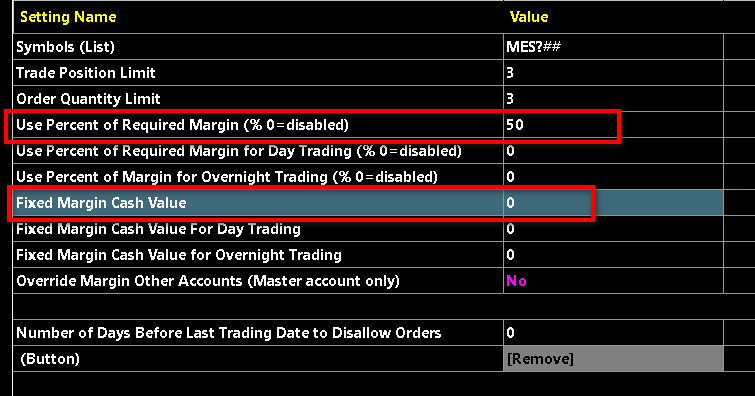 Setting Name Value
Symbols (List) MES?##
Trade Position Limit 3
Order Quantity Limit 3
Use Percent of Required Margin (% 0=disabled) 50
Use Percent of Required Margin for Day Trading (% 0=disabled) 0
Use Percent of Margin for Overnight Trading (% 0=disabled) 0
Fixed Margin Cash Value 0
Fixed Margin Cash Value For Day Trading 0
Fixed Margin Cash Value for Overnight Trading 0
Override Margin Other Accounts (Master account only) No
Number of Days Before Last Trading Date to Disallow Orders 0
(Button) [Remove]